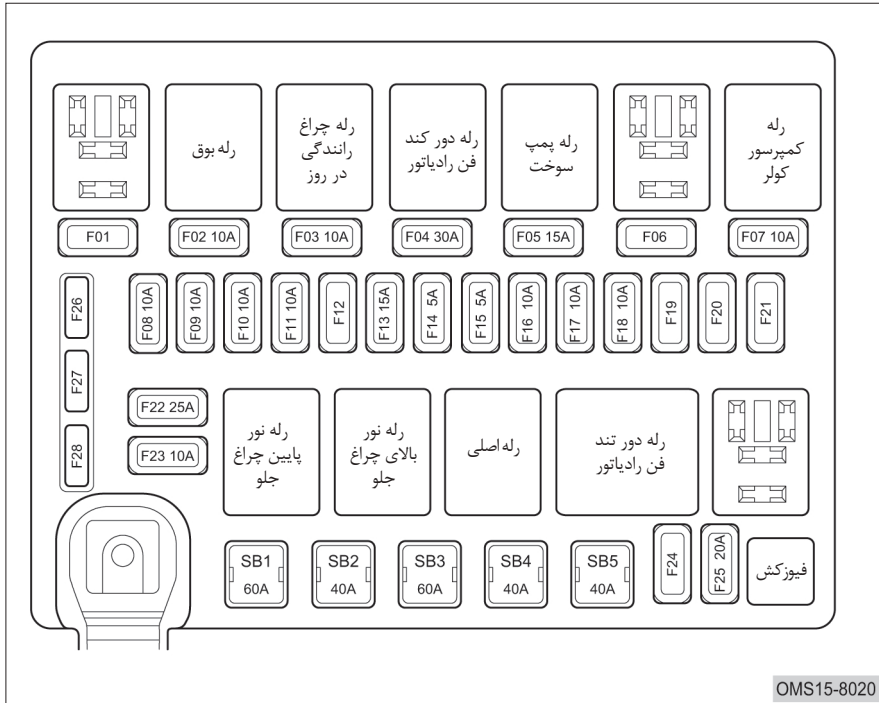 رله بوق
رله چراغ
رانندگی
در روز
رله دور کند
فن رادیاتور
رله پمپ
سوخت
رله
کمپرسور
کولر
F01
F02 10A
F03 10A
F04 30A
F05 15A
F06
F07 10A
F26
F27
F28
F08 10A
F09 10A
F10 10A
F11 10A
F12
F13 15A
F14 5A
F15 5A
F16 10A
F17 10A
F18 10A
F19
F20
F21
F22 25A
F23 10A
رله نور
پایین چراغ
جلو
رله نور
بالای چراغ
جلو
رله اصلی
رله دور تند
فن رادیاتور
SB1
60A
SB2
40A
SB3
60A
SB4
40A
SB5
40A
F24
F25 20A
فیوزکش
OMS15-8020